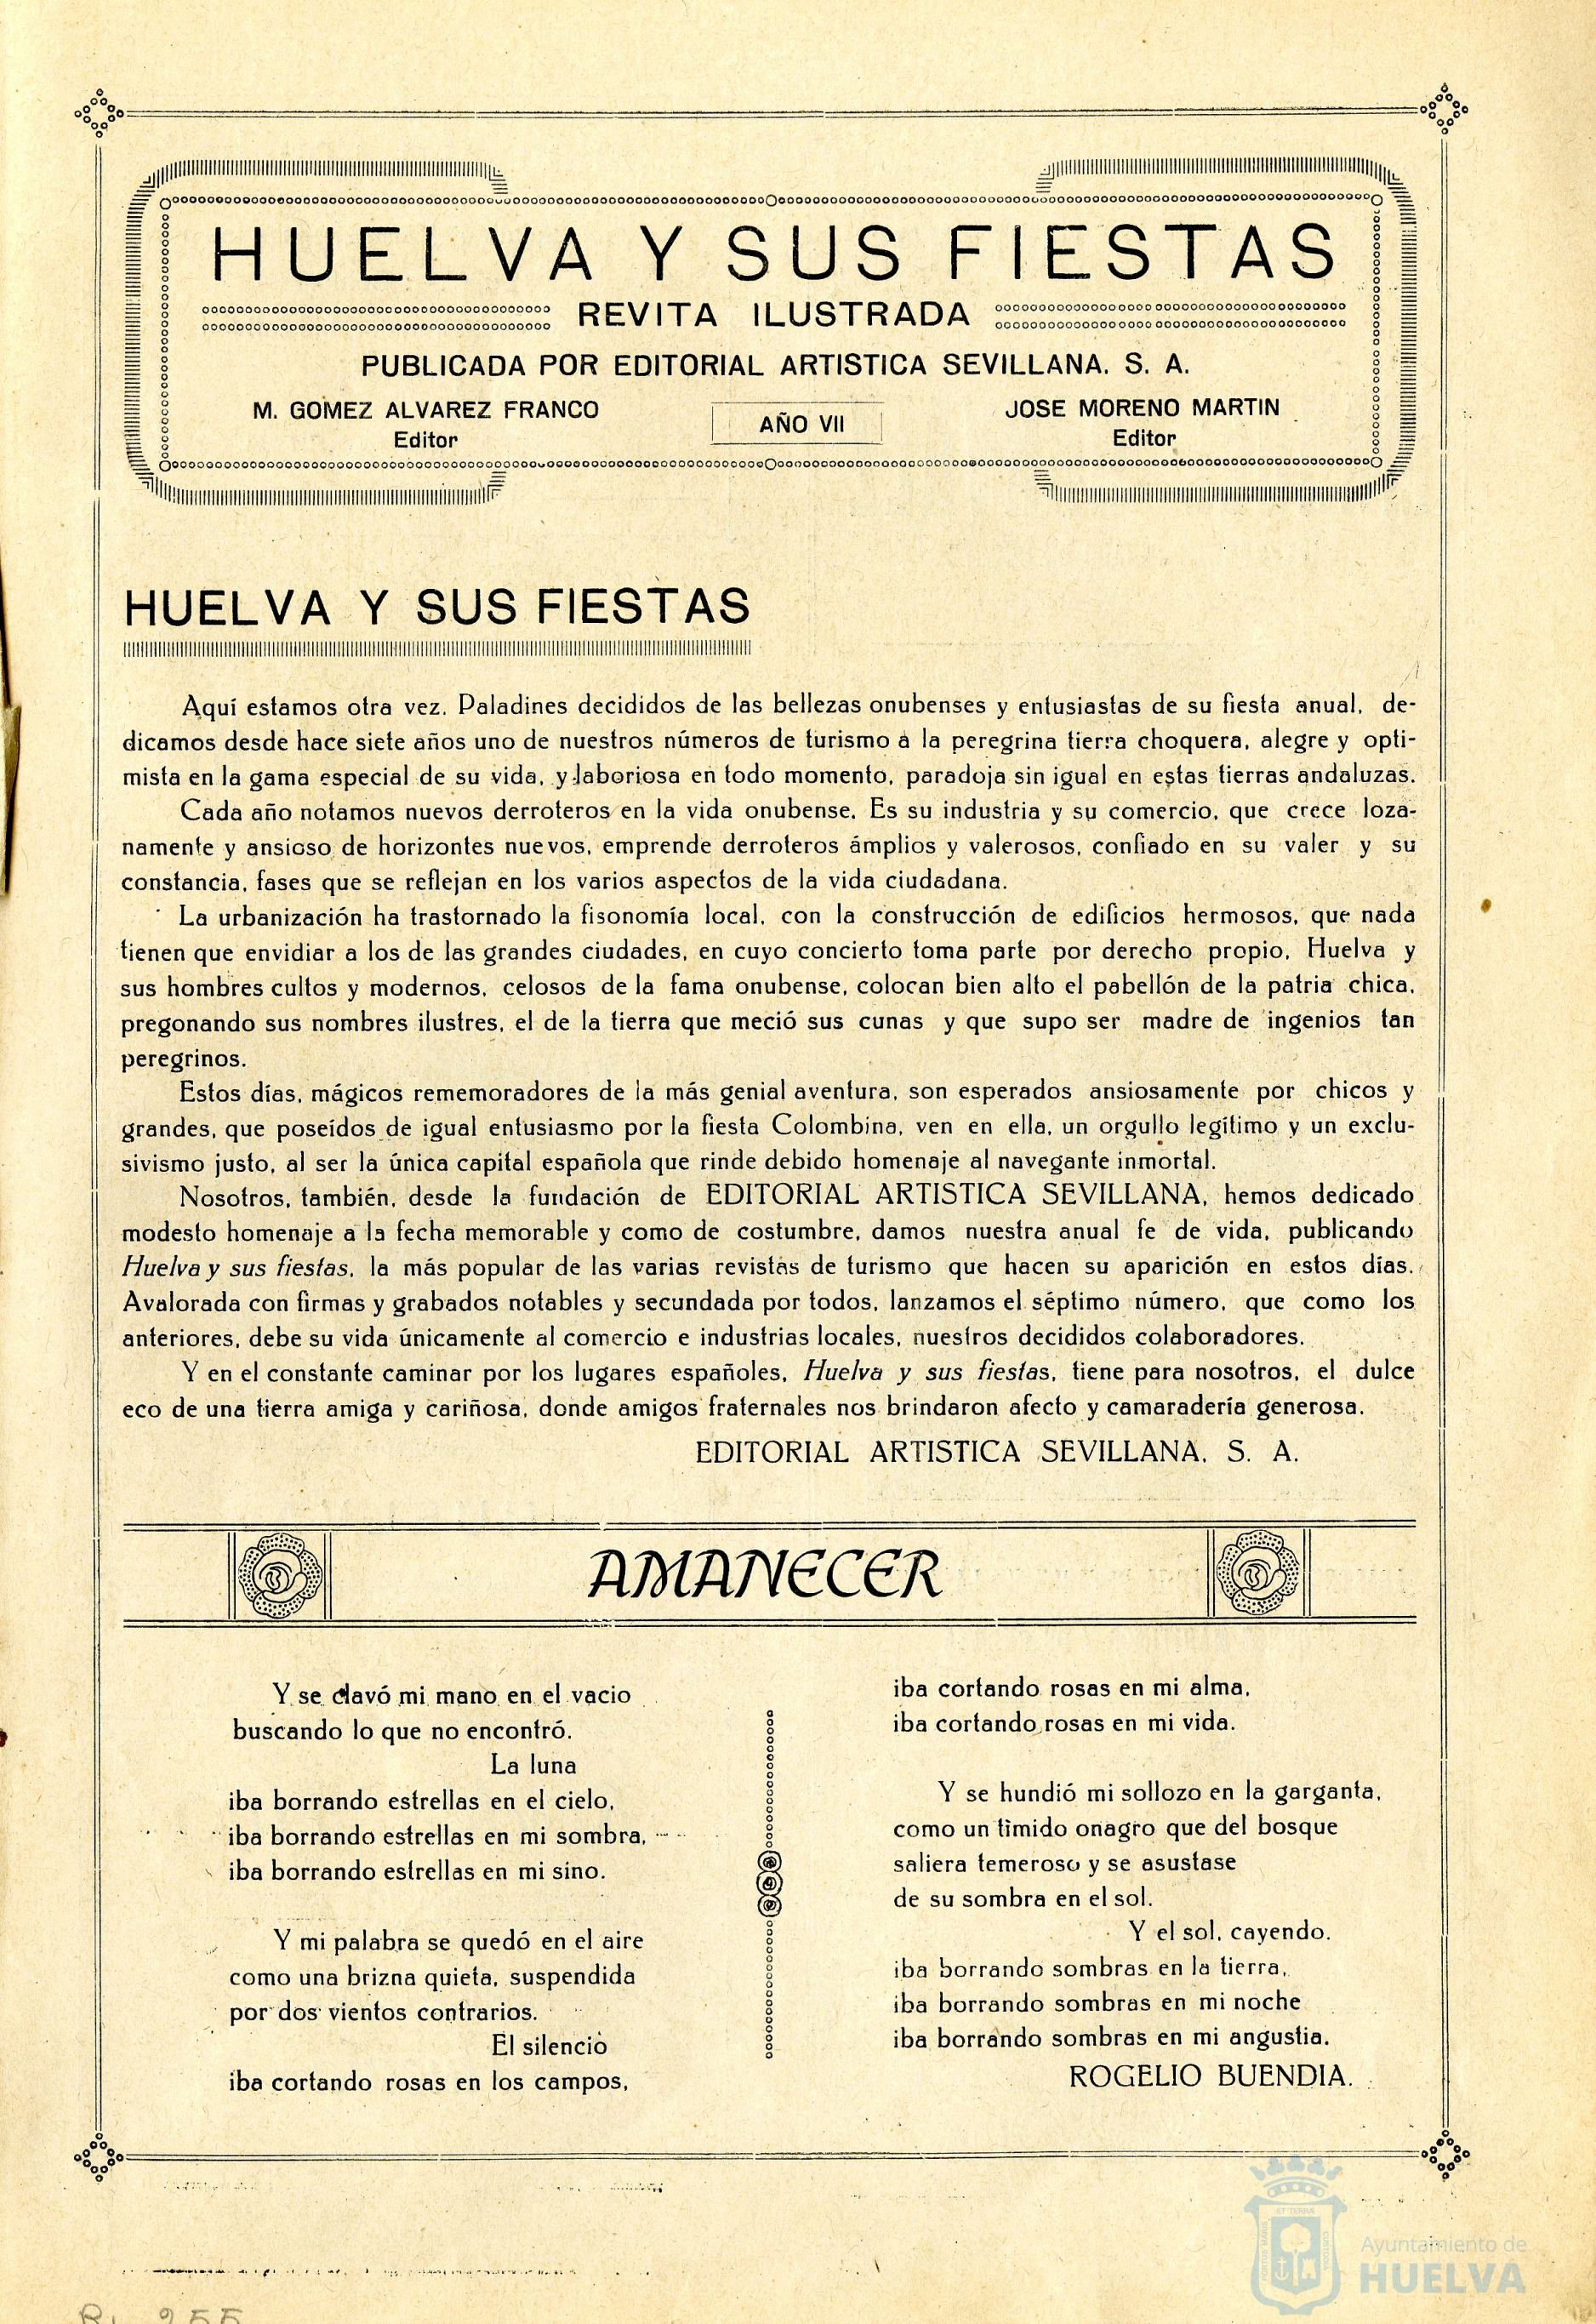 HUELVA Y SUS FIESTAS
REVITA ILUSTRADA
PUBLICADA POR EDITORIAL ARTISTICA SEVILLANA. S. A.
M. GOMEZ ALVAREZ FRANCO
Editor
AÑO VII
JOSE MORENO MARTIN
Editor
HUELVA Y SUS FIESTAS
Aquí estamos otra vez. Paladines decididos de las bellezas onubenses y entusiastas de su fiesta anual, de-
dicamos desde hace siete años uno de nuestros números de turismo a la peregrina tierra choquera, alegre y opti-
mista en la gama especial de su vida, y laboriosa en todo momento, paradoja sin igual en estas tierras andaluzas.
Cada año notamos nuevos derroteros en la vida onubense. Es su industria y su comercio, que crece loza-
namente y ansioso de horizontes nuevos, emprende derroteros ámplios y valerosos, confiado en su valer y su
constancia, fases que se reflejan en los varios aspectos de la vida ciudadana.
La urbanización ha trastornado la fisonomía local, con la construcción de edificios hermosos, que nada
tienen que envidiar a los de las grandes ciudades, en cuyo concierto toma parte por derecho propio, Huelva y
sus hombres cultos y modernos, celosos de la fama onubense, colocan bien alto el pabellón de la patria chica,
pregonando sus nombres ilustres, el de la tierra que meció sus cunas y que supo ser madre de ingenios tan
peregrinos.
Estos días, mágicos rememoradores de la más genial aventura, son esperados ansiosamente por chicos y
grandes, que poseídos de igual entusiasmo por la fiesta Colombina, ven en ella, un orgullo legítimo y un exclu-
sivismo justo, al ser la única capital española que rinde debido homenaje al navegante inmortal.
Nosotros, también, desde la fundación de EDITORIAL ARTISTICA SEVILLANA, hemos dedicado
modesto homenaje a la fecha memorable y como de costumbre, damos nuestra anual fe de vida, publicando
Huelva y sus fiestas, la más popular de las varias revistas de turismo que hacen su aparición en estos días.
Avalorada con firmas y grabados notables y secundada por todos, lanzamos el séptimo número, que como los
anteriores, debe su vida únicamente al comercio e industrias locales, nuestros decididos colaboradores.
Y en el constante caminar por los lugares españoles, Huelva y sus fiestas, tiene para nosotros, el dulce
eco de una tierra amiga y cariñosa, donde amigos fraternales nos brindaron afecto y camaradería generosa.
EDITORIAL ARTISTICA SEVILLANA, S. A.
AMANECER
Y se clavó mi mano en el vacio
buscando lo que no encontró.
La luna
iba borrando estrellas en el cielo,
iba borrando estrellas en mi sombra,
iba borrando estrellas en mi sino.
Y mi palabra se quedó en el aire
como una brizna quieta, suspendida
por dos vientos contrarios.
El silencio
iba cortando rosas en los campos,
iba cortando rosas en mi alma,
iba cortando rosas en mi vida.
Y se hundió mi sollozo en la garganta,
como un tímido onagro que del bosque
saliera temeroso y se asustase
de su sombra en el sol.
Y el sol, cayendo.
iba borrando sombras en la tierra,
iba borrando sombras en mi noche
iba borrando sombras en mi angustia.
ROGELIO BUENDIA.
Ayuntamiento de
HUELVA